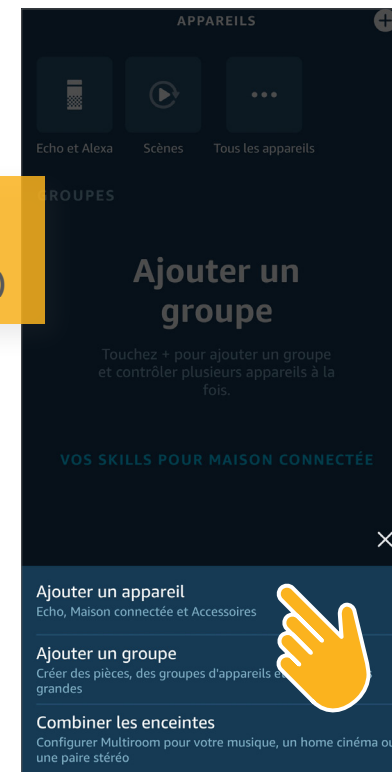 APPAREILS
Echo et Alexa
Scènes
Tous les appareils
GROUPES
)
Ajouter un
groupe
Touchez + pour ajouter un groupe
et contrôler plusieurs appareils à la
fois.
VOS SKILLS POUR MAISON CONNECTÉE
Ajouter un appareil
Echo, Maison connectée et Accessoires
Ajouter un groupe
Créer des pièces, des groupes d'appareils
grandes
Combiner les enceintes
Configurer Multiroom pour votre musique, un home cinéma ou
une paire stéréo